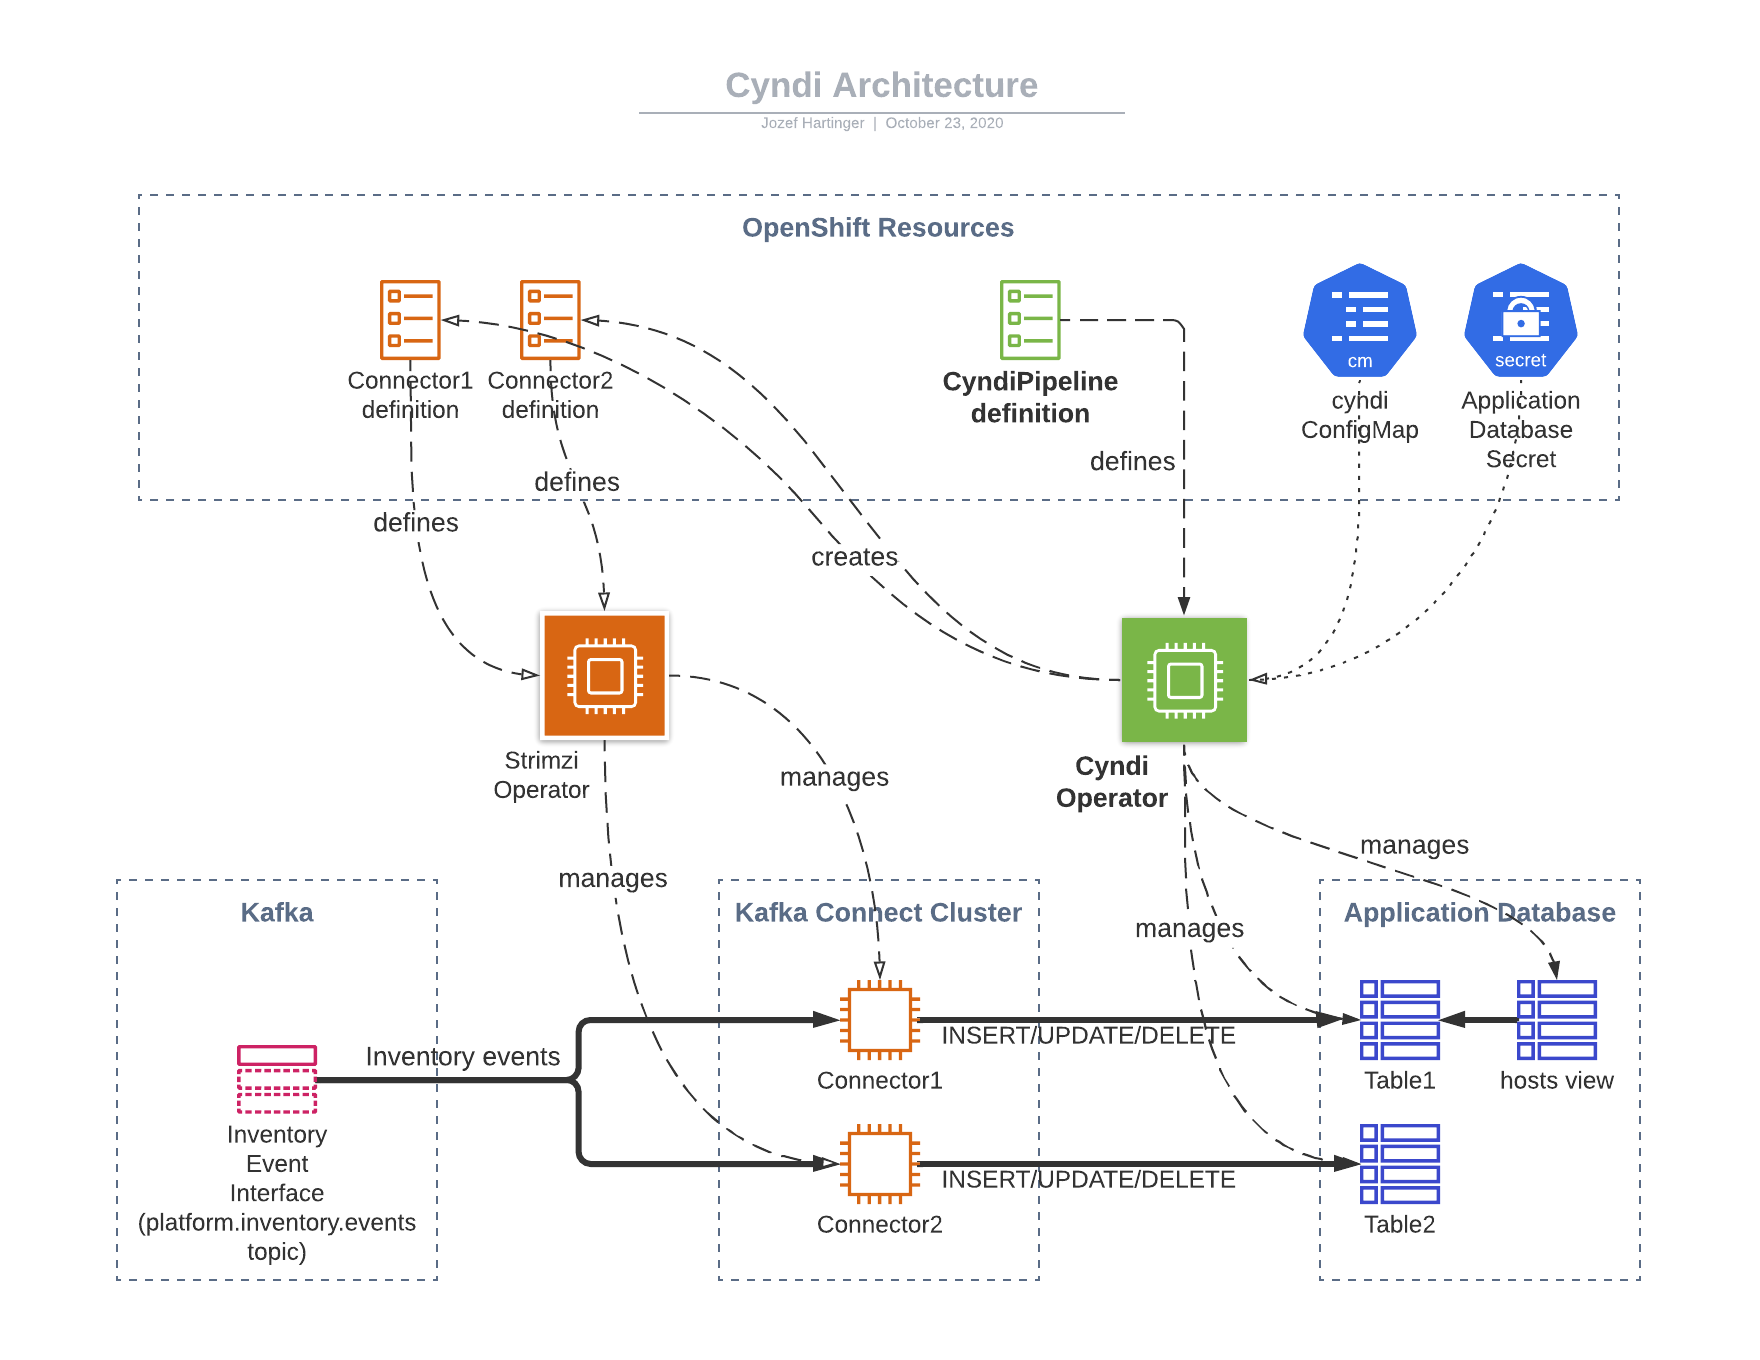 Cyndi Architecture
Jozef Hartinger | October 23, 2020
OpenShift Resources
cm
secret
Connector1
definition
Connector2
definition
CyndiPipeline
definition
cyndi
ConfigMap
Application
Database
Secret
defines
defines
defines
creates
Strimzi
Operator
Cyndi
Operator
manages
manages
manages
manages
Kafka
Kafka Connect Cluster
Application Database
Inventory events
INSERT/UPDATE/DELETE
Connector1
Table1
hosts view
Inventory
Event
Interface
(platform.inventory.events
topic)
INSERT/UPDATE/DELETE
Connector2
Table2